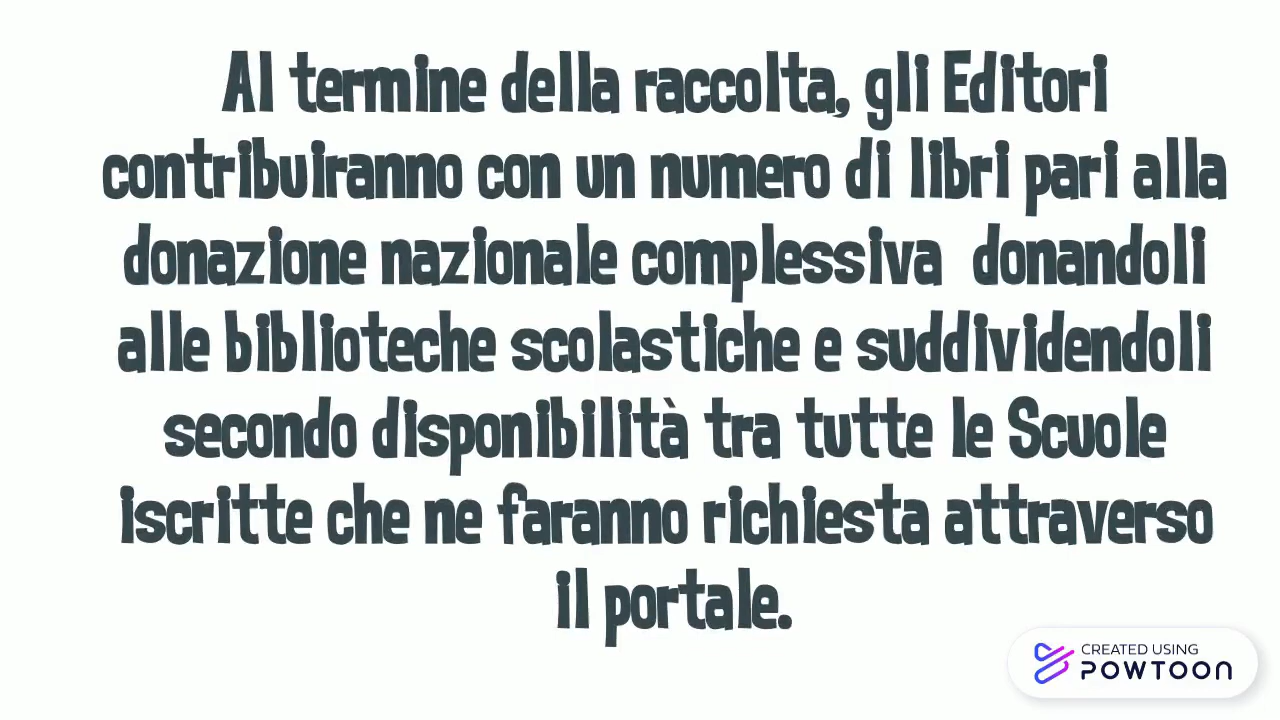 Al termine della raccolta, gli Editori
contribuiranno con un numero di libri pari alla
donazione nazionale complessiva  donandoli
alle biblioteche scolastiche e suddividendoli
secondo disponibilità tra tutte le Scuole
iscritte che ne faranno richiesta attraverso
il portale.
CREATED USING
POWTOON